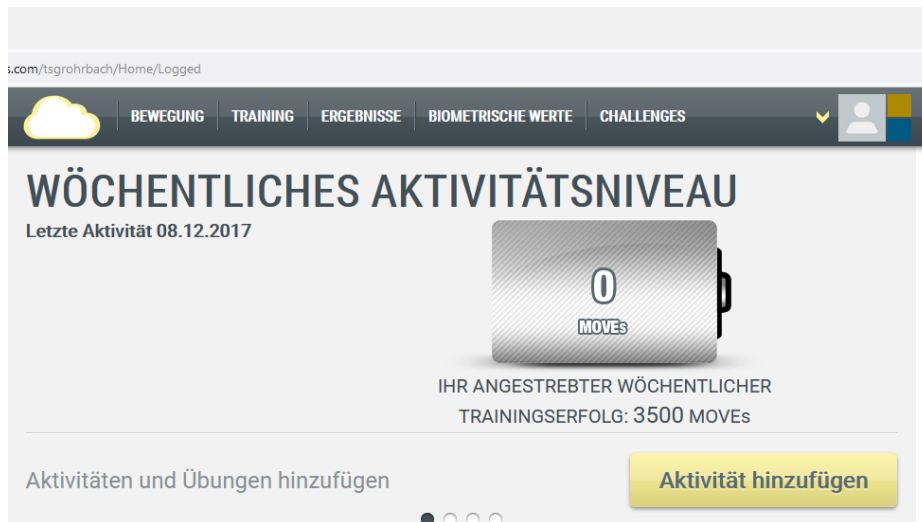 s.com/tsgrohrbach/Home/Logged
BEWEGUNG TRAINING ERGEBNISSE BIOMETRISCHE WERTE CHALLENGES
WÖCHENTLICHES AKTIVITÄTSNIVEAU
Letzte Aktivität 08.12.2017
0
MOVEs
IHR ANGESTREBTER WÖCHENTLICHER
TRAININGSERFOLG: 3500 MOVEs
Aktivitäten und Übungen hinzufügen
Aktivität hinzufügen